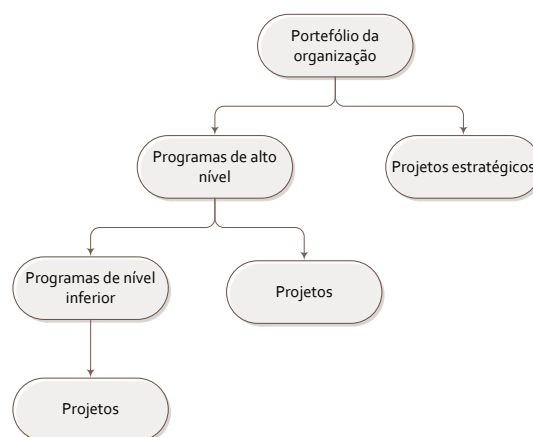 Portefólio da
organização
Programas de alto
nível
Projetos estratégicos
Programas de nível
inferior
Projetos
Projetos